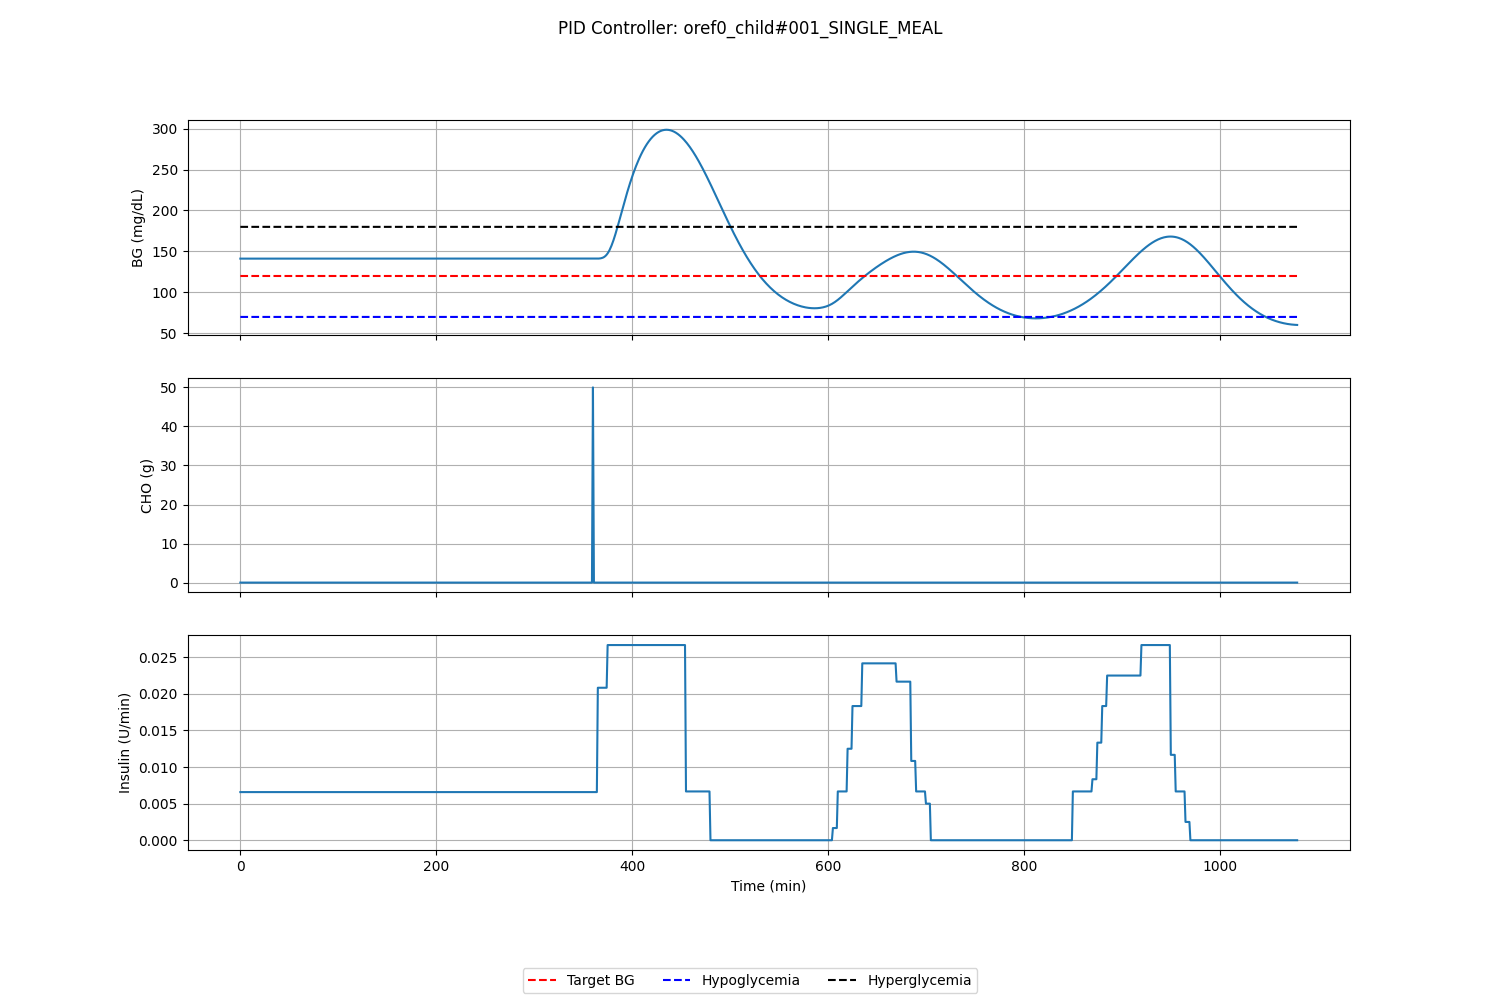 PID Controller: oref0_child#001_SINGLE_MEAL
300
250
200
150
100
50
BG (mg/dL)
50
40
30
20
10
0
CHO (g)
0.025
0.020
0.015
0.010
0.005
0.000
Insulin (U/min)
0 200 400 600 800 1000
Time (min)
Target BG Hypoglycemia Hyperglycemia